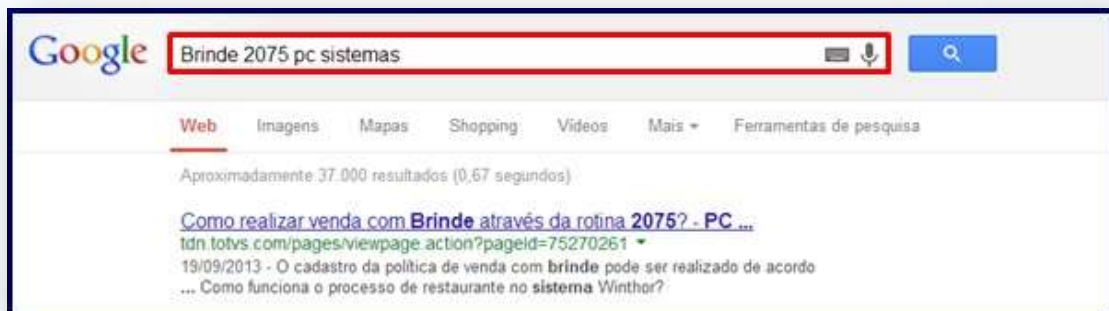 Google Brinde 2075 pc sistemas
Web Imagens Mapas Shopping Vídeos Mais Ferramentas de pesquisa
Aproximadamente 37.000 resultados (0,67 segundos)
Como realizar venda com Brinde através da rotina 2075? - PC ...
tdn.totvs.com/pages/viewpage.action?pageId=75270261
19/09/2013 - O cadastro da política de venda com brinde pode ser realizado de acordo
... Como funciona o processo de restaurante no sistema Winthor?